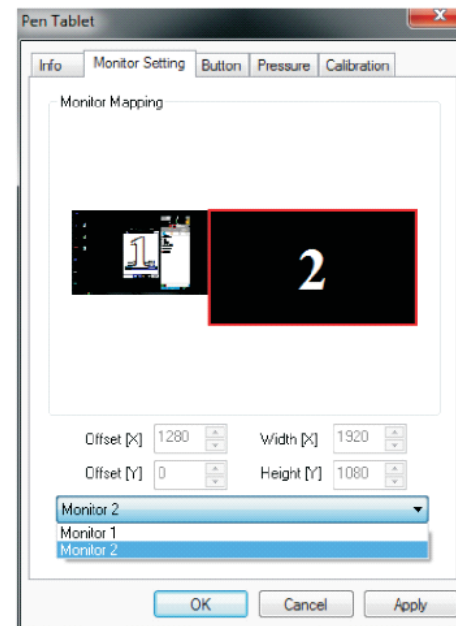 Pen Tablet
Info Monitor Setting Button Pressure Calibration
Monitor Mapping
1 2
Offset [X] 1280 Width [X] 1920
Offset [Y] 0 Height [Y] 1080
Monitor 2
Monitor 1
Monitor 2
OK Cancel Apply